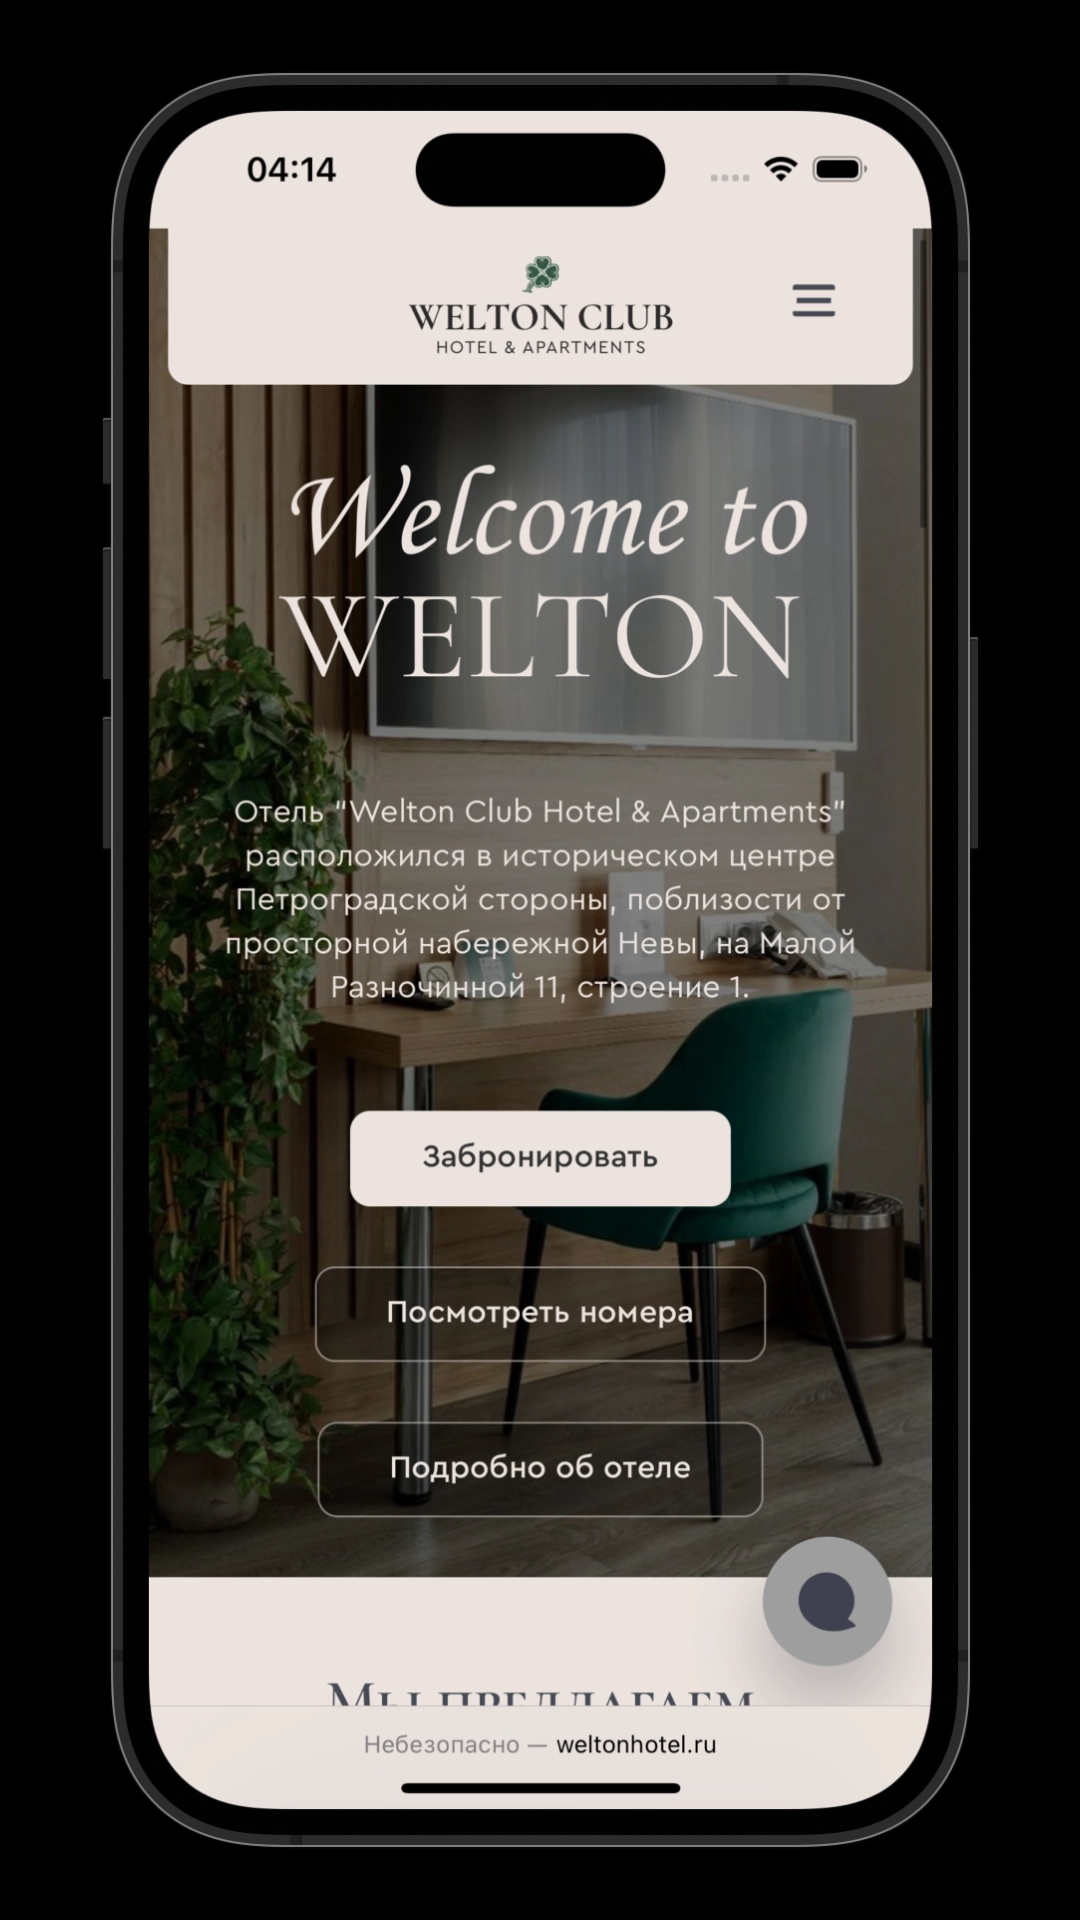 04:14
WELTON CLUB
HOTEL & APARTMENTS
Welcome to
WELTON
Отель “Welton Club Hotel & Apartments”
расположился в историческом центре
Петроградской стороны, поблизости от
просторной набережной Невы, на Малой
Разночинной 11, строение 1.
Забронировать
Посмотреть номера
Подробно об отеле
Мы предлагаем
Небезопасно — weltonhotel.ru